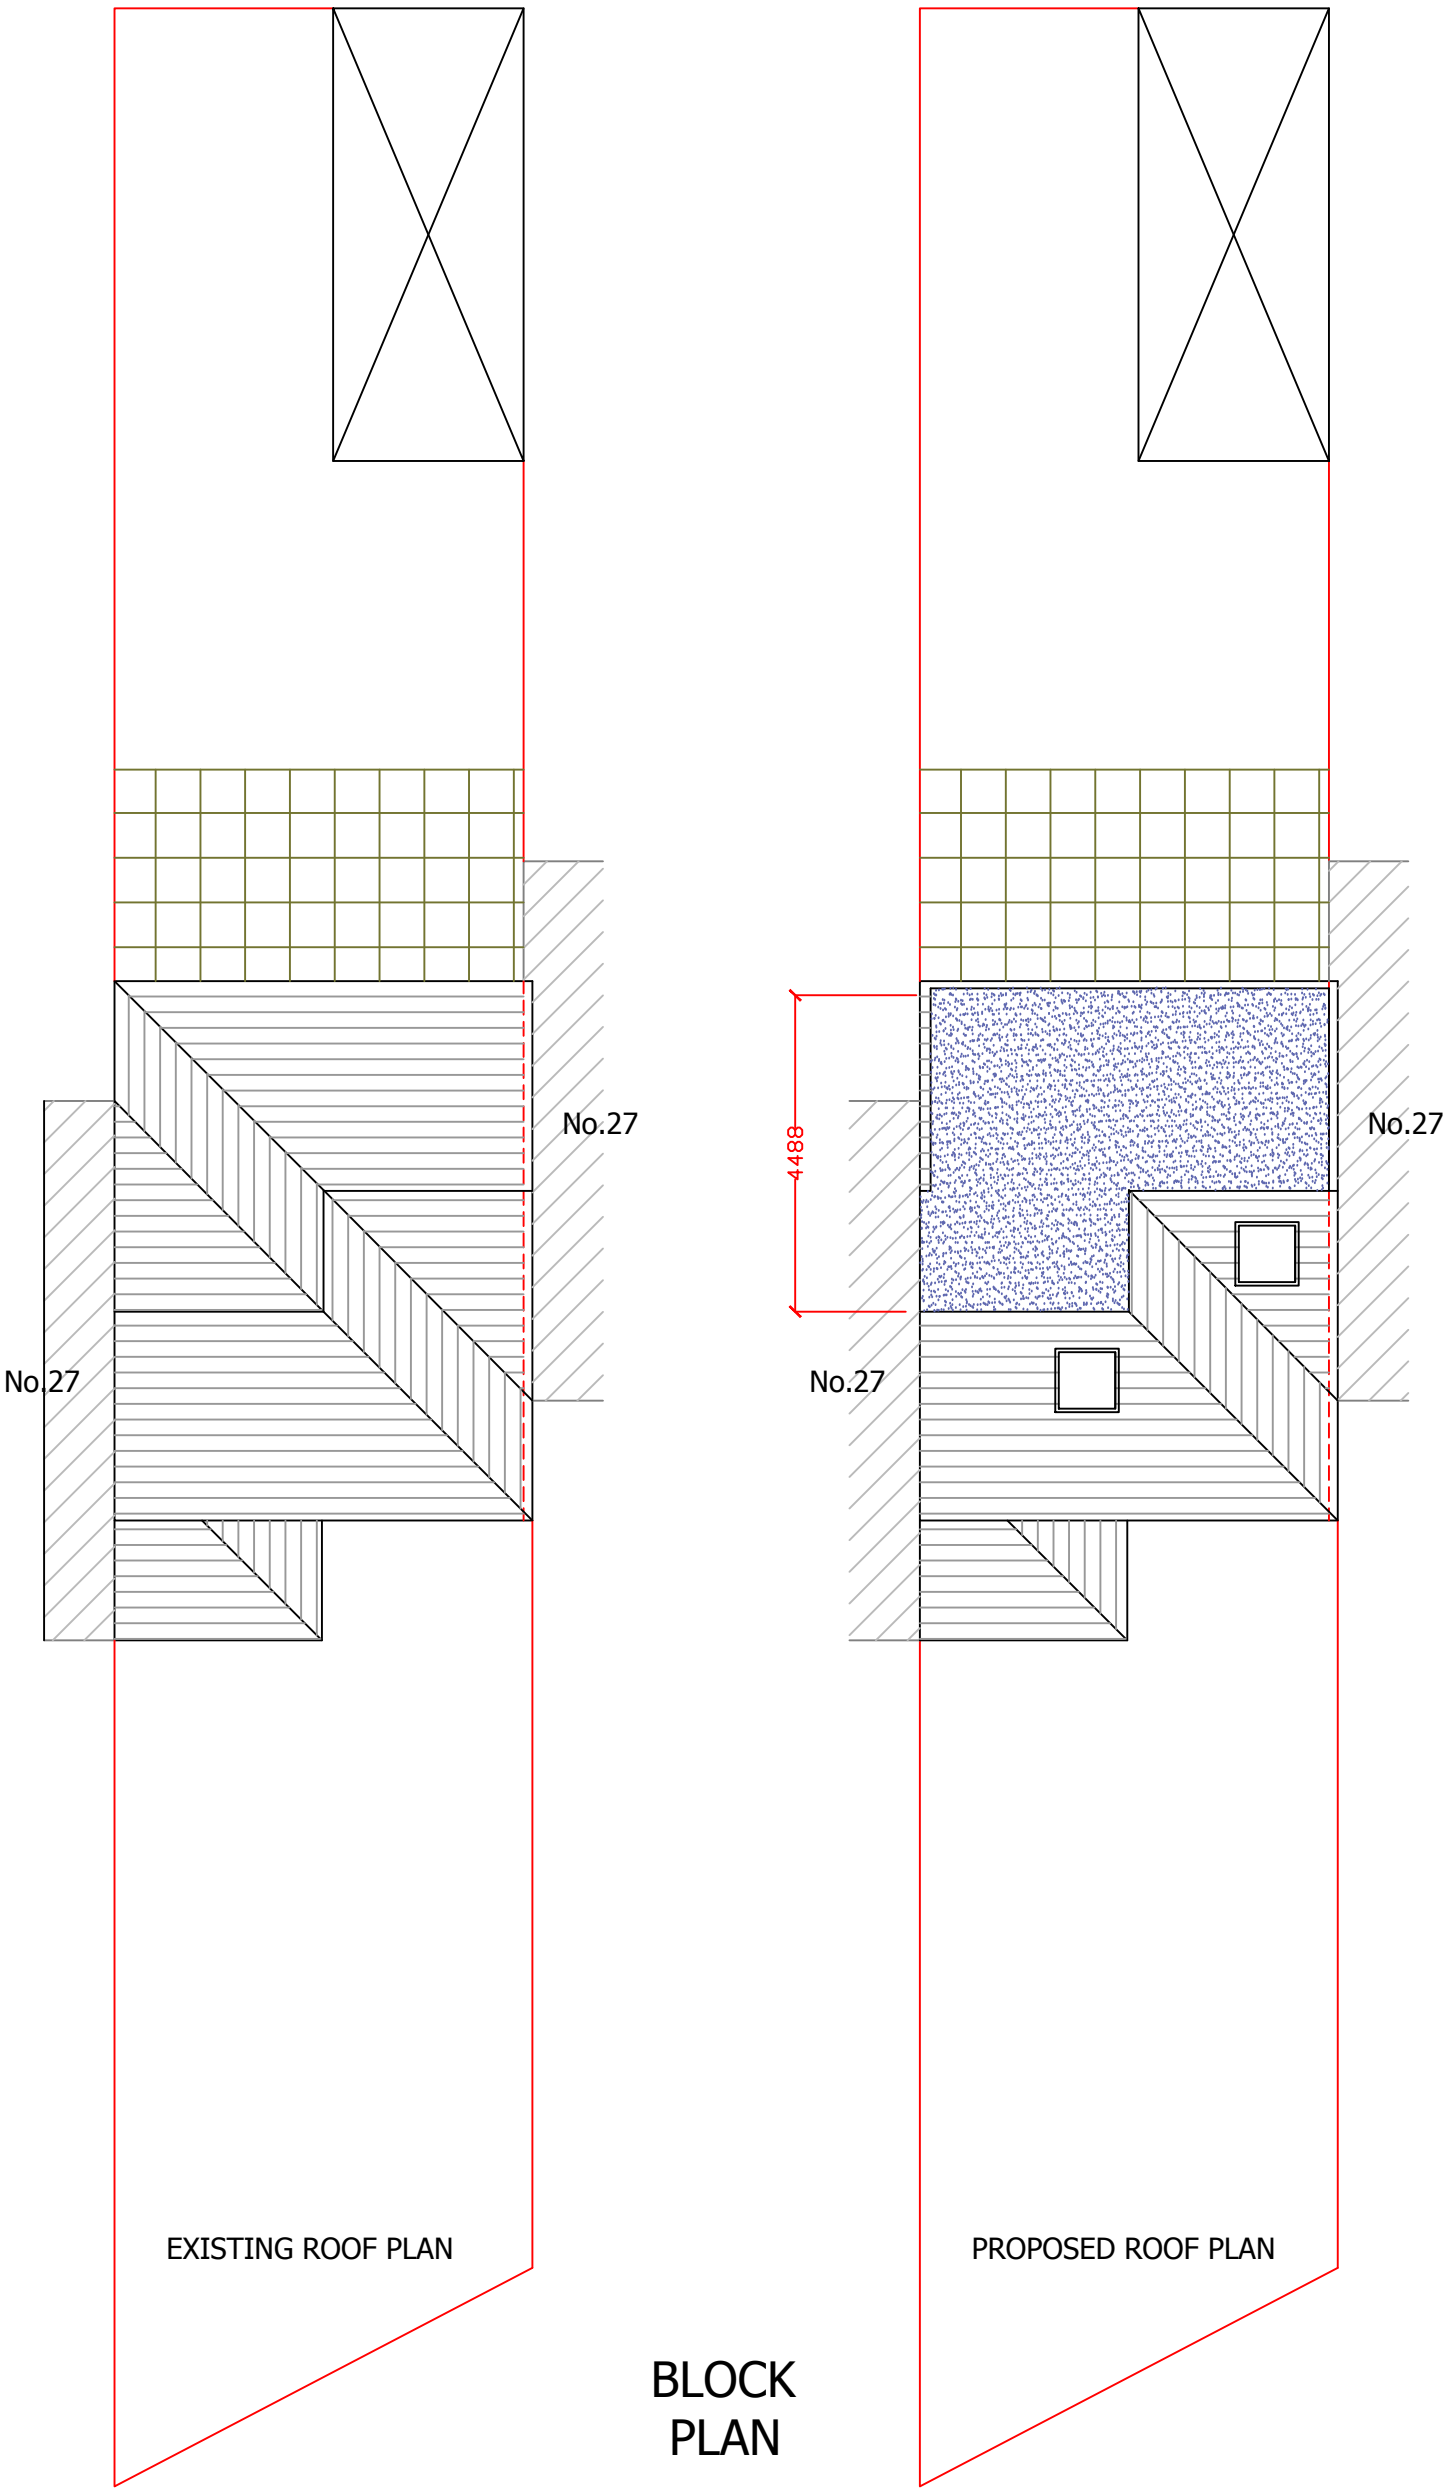 No.27
No.27
4488
No.27
No.27
EXISTING ROOF PLAN
PROPOSED ROOF PLAN
BLOCK
PLAN